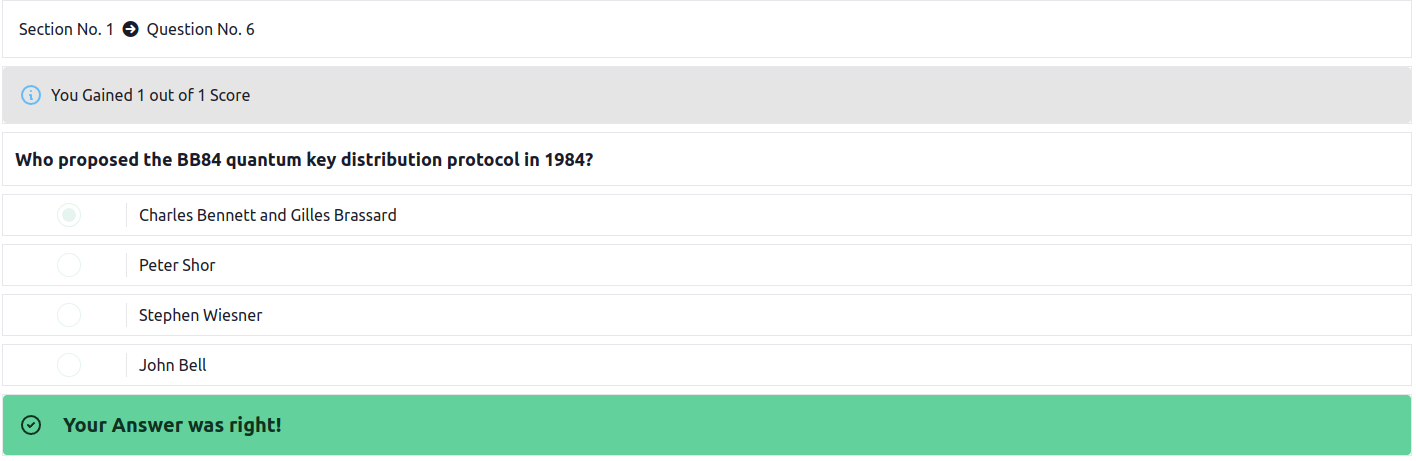 Section No. 1 Question No. 6
You Gained 1 out of 1 Score
Who proposed the BB84 quantum key distribution protocol in 1984?
Charles Bennett and Gilles Brassard
Peter Shor
Stephen Wiesner
John Bell
Your Answer was right!